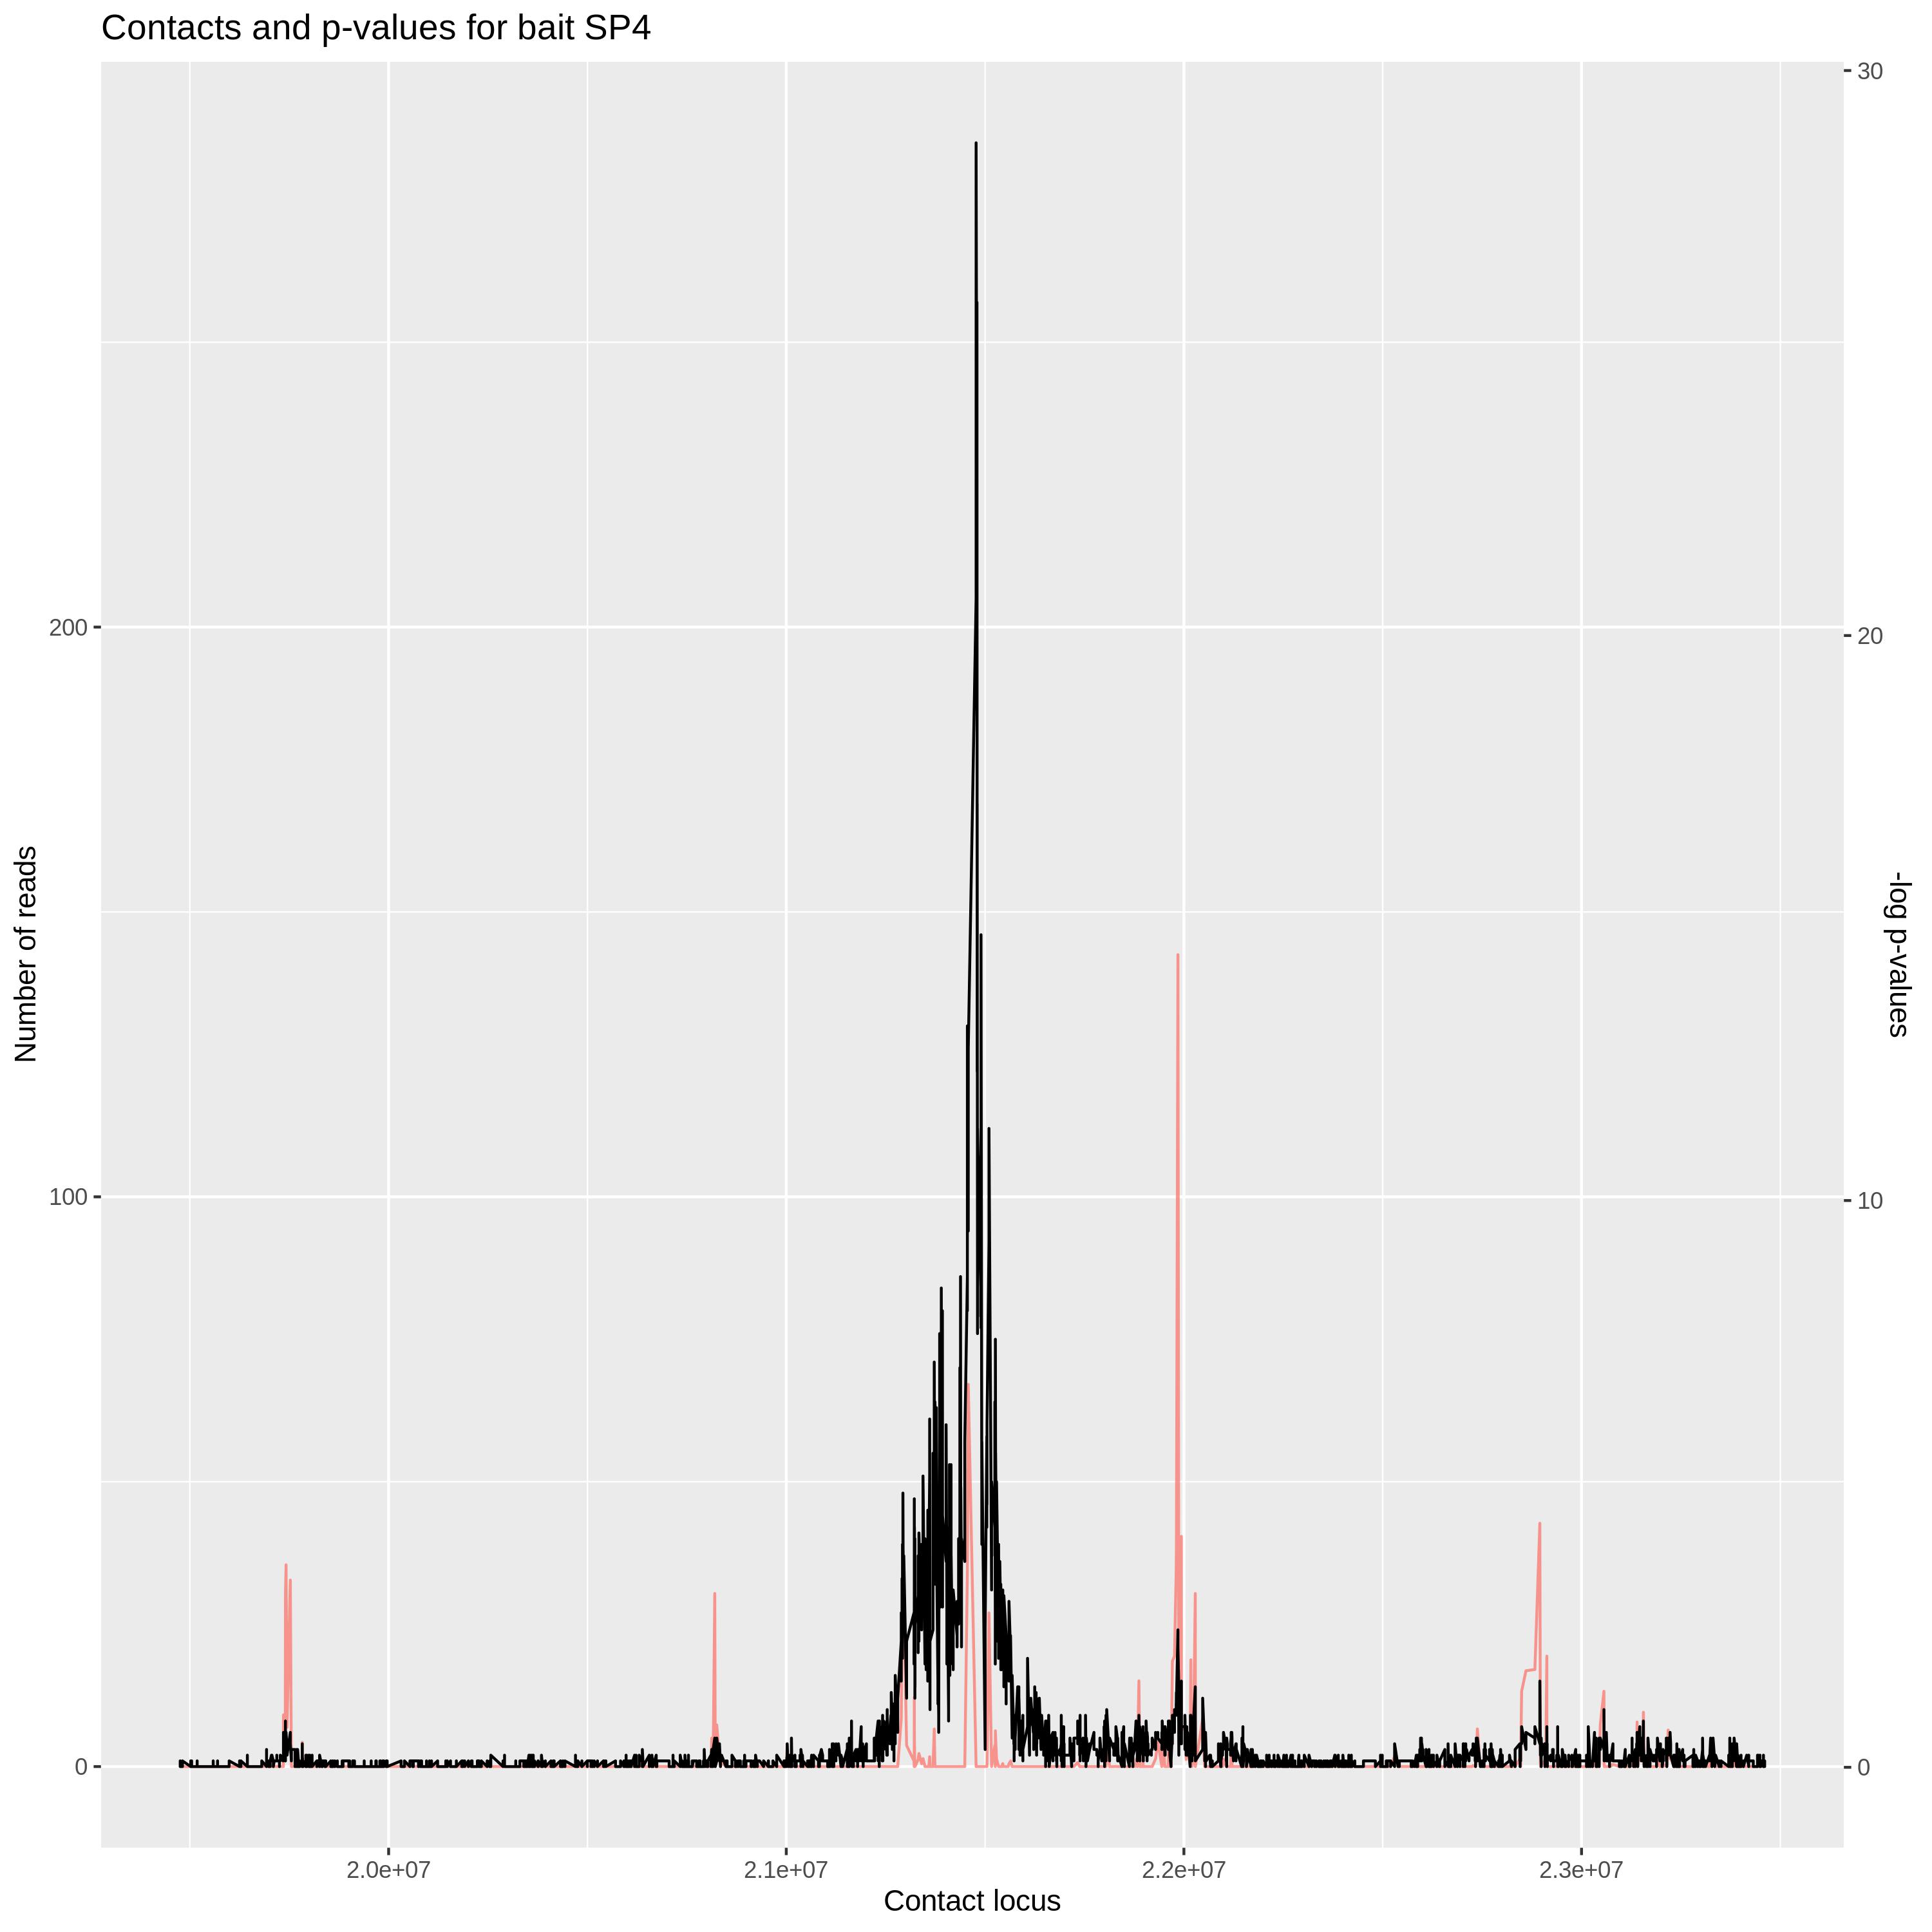 Contacts and p-values for bait SP4
30
200
20
Number of reads
-log p-values
100
10
0
0
2.0e+07
2.1e+07
2.2e+07
2.3e+07
Contact locus